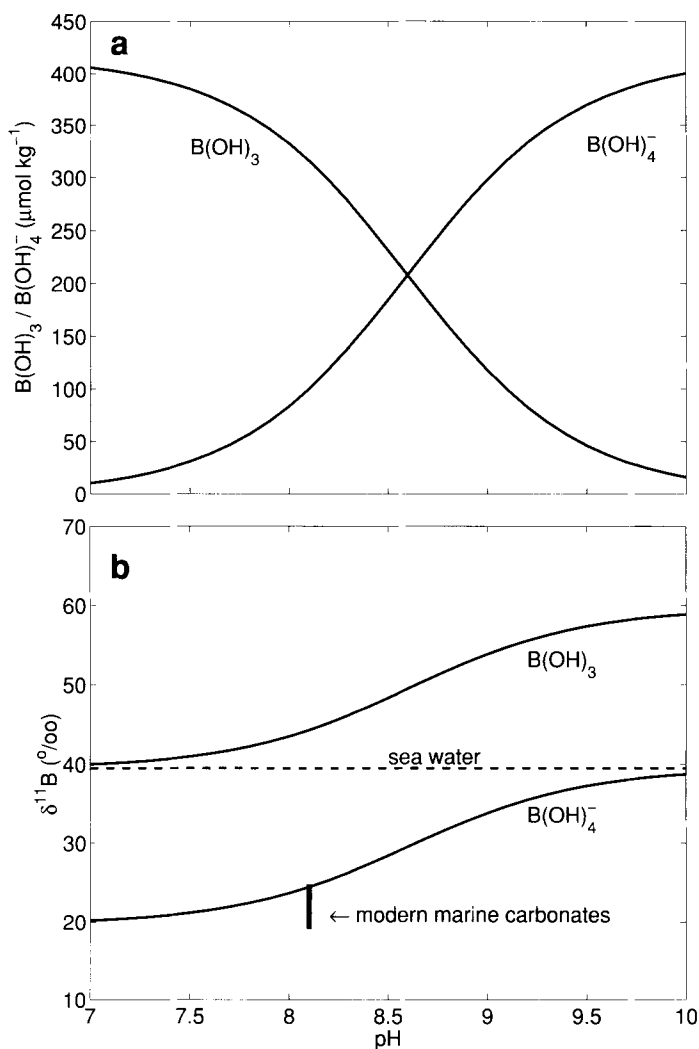 a
450
400
350
300
250
200
150
100
50
0
B(OH)₃ / B(OH)₄⁻ (μmol kg⁻¹)
B(OH)₃
B(OH)₄⁻
b
70
60
50
40
30
20
10
δ¹¹B (°/oo)
B(OH)₃
sea water
B(OH)₄⁻
← modern marine carbonates
7 7.5 8 8.5 9 9.5 10
pH